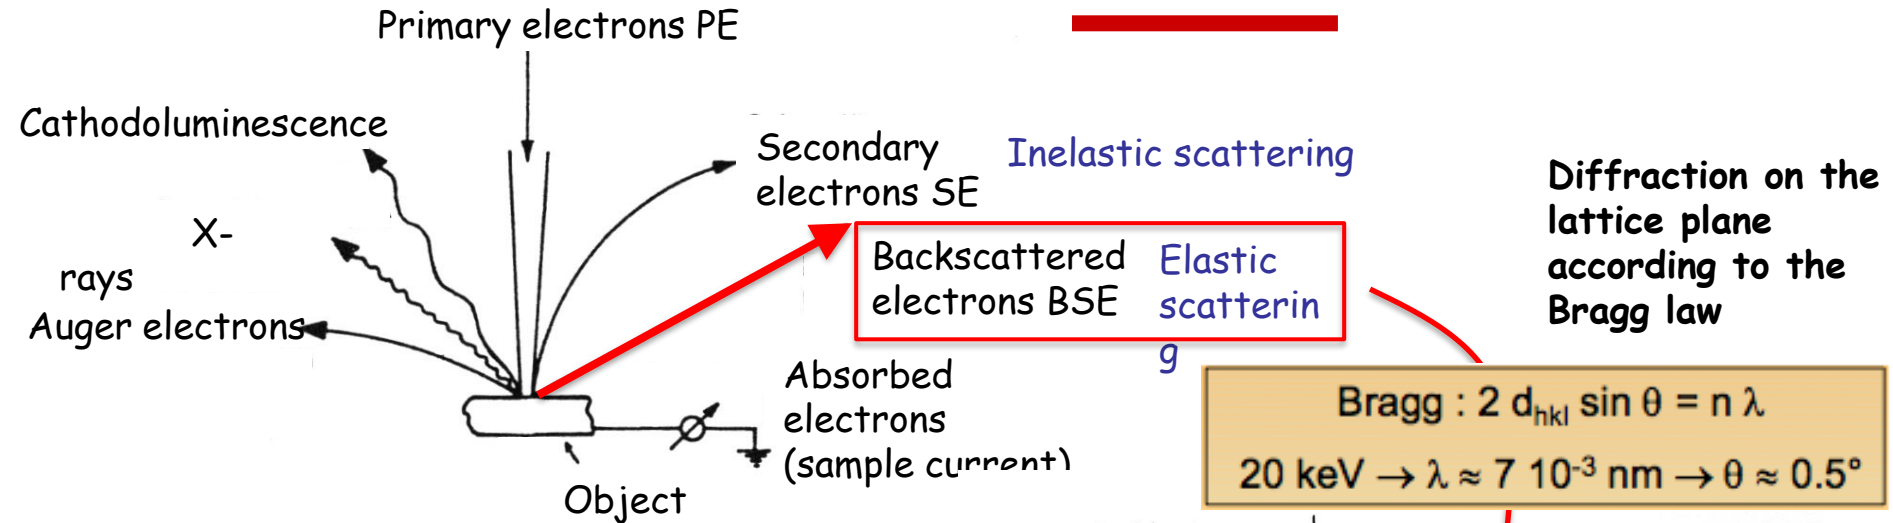 Primary electrons PE
Cathodoluminescence
Secondary
electrons SE
Inelastic scattering
X-
rays
Auger electrons
Backscattered
electrons BSE
Elastic
scatterin
g
Diffraction on the
lattice plane
according to the
Bragg law
Absorbed
electrons
(sample current)
Object
Bragg : 2 dhkl sin θ = n λ
20 keV → λ ≈ 7 10⁻³ nm → θ ≈ 0.5°